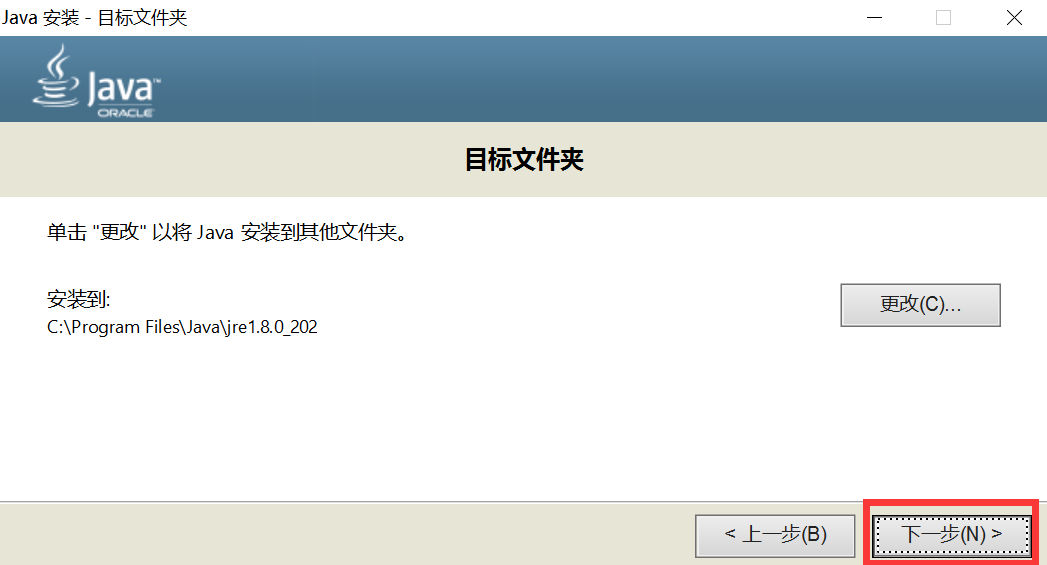 Java 安装 - 目标文件夹
Java™
ORACLE
目标文件夹
单击 "更改" 以将 Java 安装到其他文件夹。
安装到:
更改(C)...
C:\Program Files\Java\jre1.8.0_202
< 上一步(B)
下一步(N) >